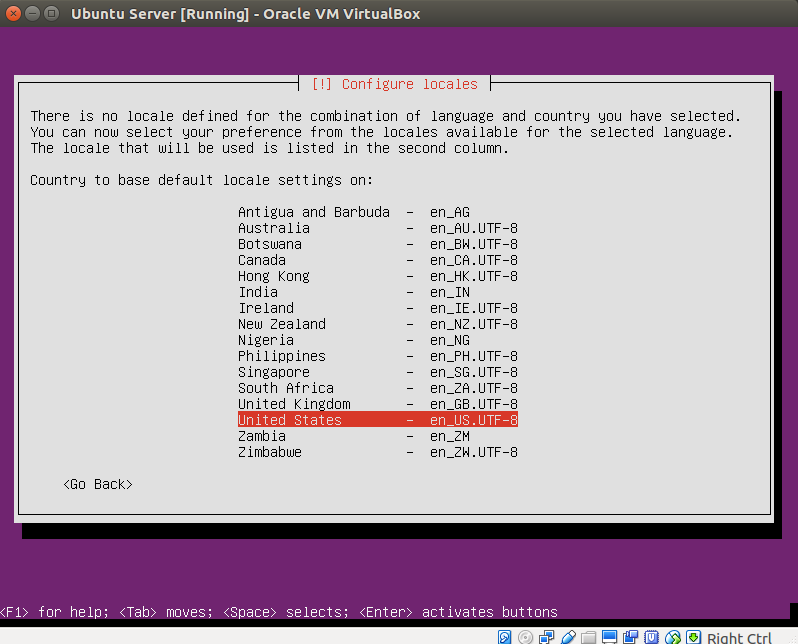 Ubuntu Server [Running] - Oracle VM VirtualBox
[!] Configure locales
There is no locale defined for the combination of language and country you have selected.
You can now select your preference from the locales available for the selected language.
The locale that will be used is listed in the second column.
Country to base default locale settings on:
Antigua and Barbuda - en_AG
Australia - en_AU.UTF-8
Botswana - en_BW.UTF-8
Canada - en_CA.UTF-8
Hong Kong - en_HK.UTF-8
India - en_IN
Ireland - en_IE.UTF-8
New Zealand - en_NZ.UTF-8
Nigeria - en_NG
Philippines - en_PH.UTF-8
Singapore - en_SG.UTF-8
South Africa - en_ZA.UTF-8
United Kingdom - en_GB.UTF-8
United States - en_US.UTF-8
Zambia - en_ZM
Zimbabwe - en_ZW.UTF-8
<Go Back>
<F1> for help; <Tab> moves; <Space> selects; <Enter> activates buttons
Right Ctrl